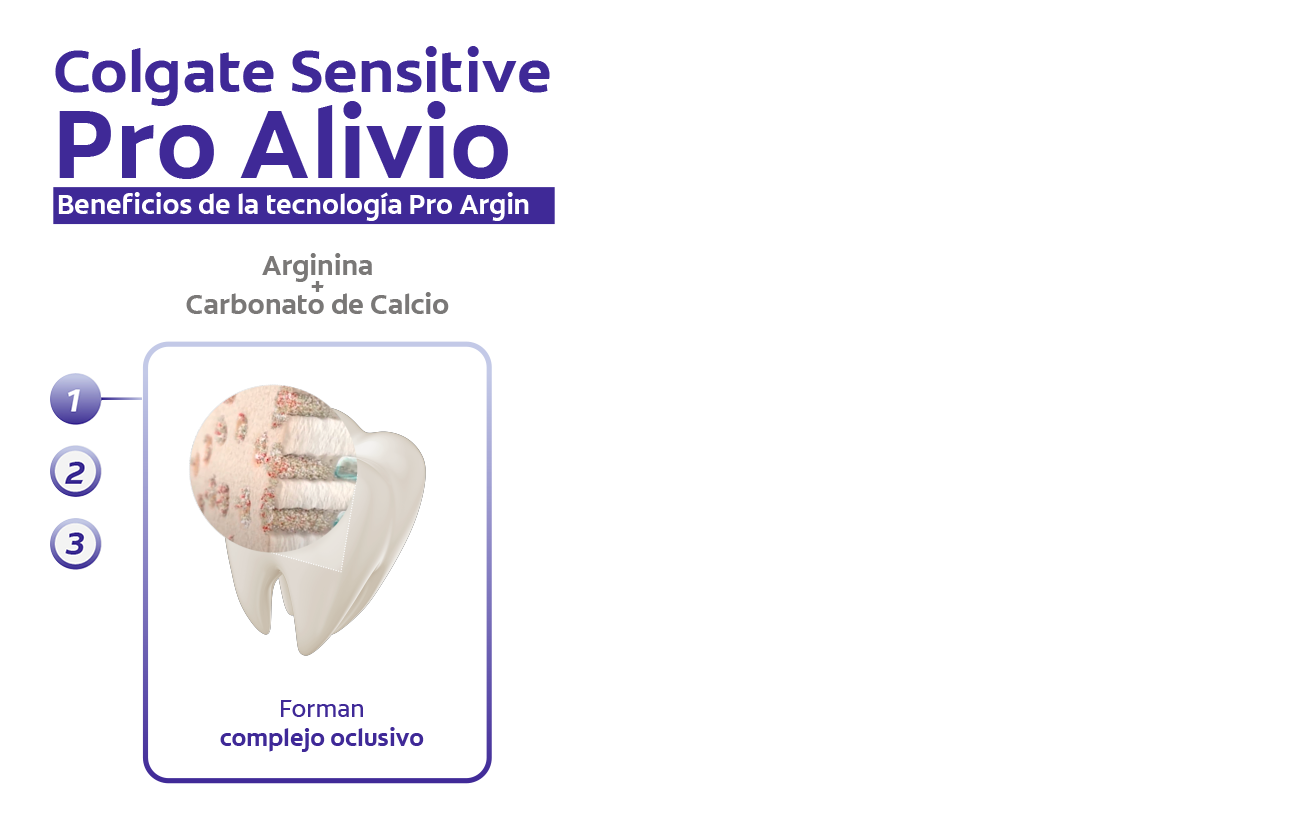 Colgate Sensitive
Pro Alivio
Beneficios de la tecnología Pro Argin
Arginina
+
Carbonato de Calcio
1
2
3
Forman
complejo oclusivo